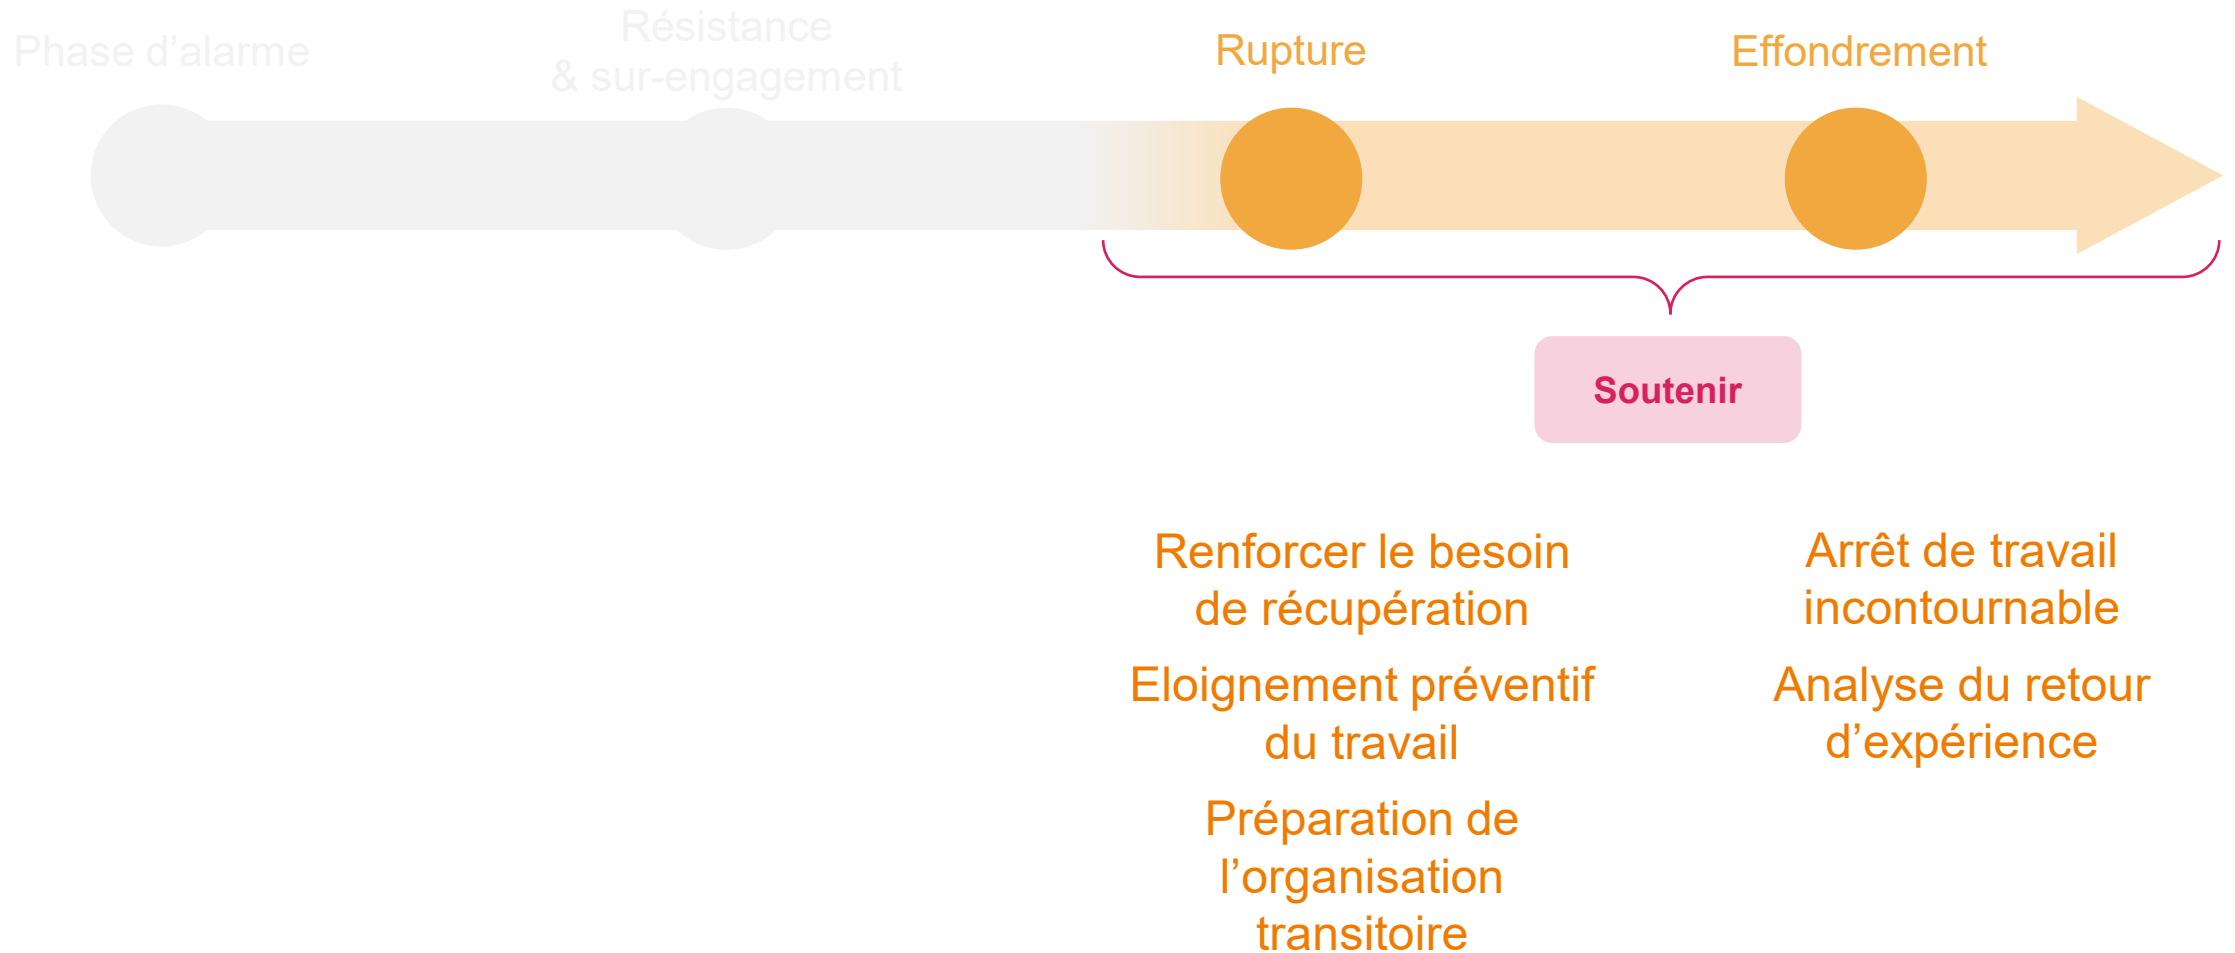 Phase d’alarme
Résistance
& sur-engagement
Rupture
Effondrement
Soutenir
Renforcer le besoin
de récupération
Eloignement préventif
du travail
Préparation de
l’organisation
transitoire
Arrêt de travail
incontournable
Analyse du retour
d’expérience